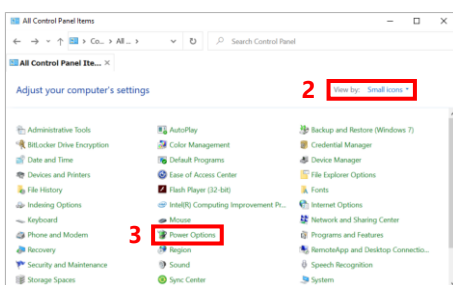 All Control Panel Items
Co... > All ... >
Search Control Panel
All Control Panel Ite... ×
Adjust your computer's settings
2
View by: Small icons
Administrative Tools
AutoPlay
Backup and Restore (Windows 7)
BitLocker Drive Encryption
Color Management
Credential Manager
Date and Time
Default Programs
Device Manager
Devices and Printers
Ease of Access Center
File Explorer Options
File History
Flash Player (32-bit)
Fonts
Indexing Options
Intel(R) Computing Improvement Pr...
Internet Options
Keyboard
Mouse
Network and Sharing Center
Phone and Modem
3
Power Options
Programs and Features
Recovery
Region
RemoteApp and Desktop Connectio...
Security and Maintenance
Sound
Speech Recognition
Storage Spaces
Sync Center
System